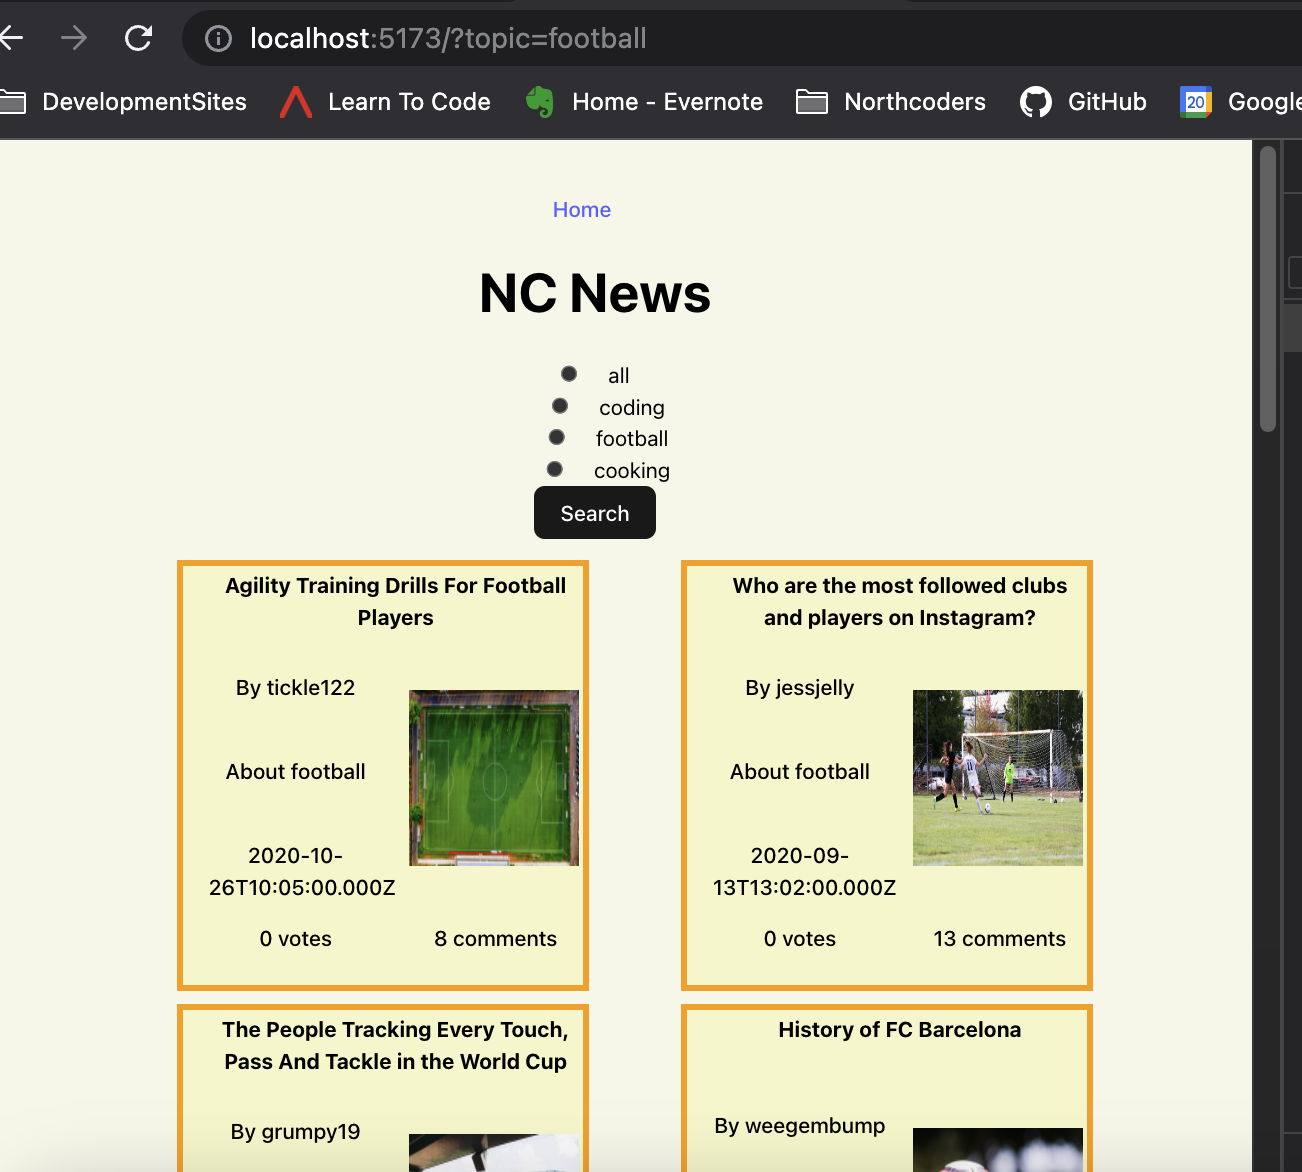 localhost:5173/?topic=football
DevelopmentSites
Learn To Code
Home - Evernote
Northcoders
GitHub
20
Google
Home
NC News
all
coding
football
cooking
Search
Agility Training Drills For Football
Players
By tickle122
About football
2020-10-
26T10:05:00.000Z
0 votes
8 comments
Who are the most followed clubs
and players on Instagram?
By jessjelly
About football
2020-09-
13T13:02:00.000Z
0 votes
13 comments
The People Tracking Every Touch,
Pass And Tackle in the World Cup
By grumpy19
History of FC Barcelona
By weegembump